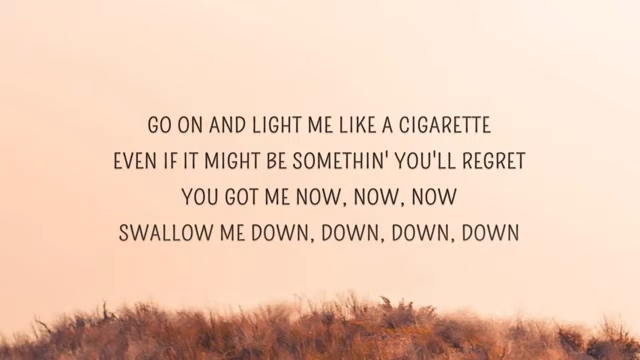 GO ON AND LIGHT ME LIKE A CIGARETTE
EVEN IF IT MIGHT BE SOMETHIN' YOU'LL REGRET
YOU GOT ME NOW, NOW, NOW
SWALLOW ME DOWN, DOWN, DOWN, DOWN